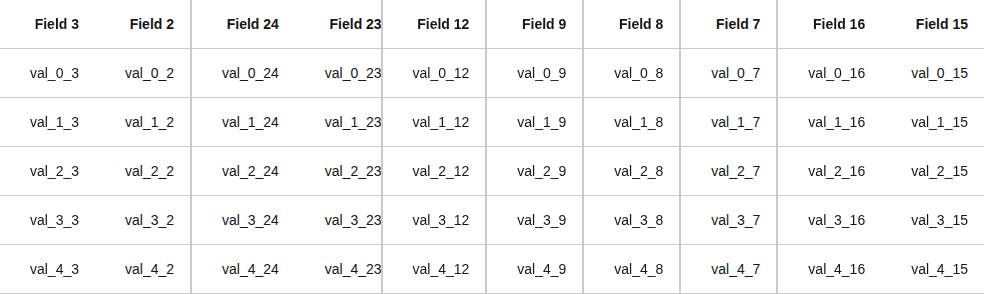 Field 3 Field 2 Field 24 Field 23 Field 12 Field 9 Field 8 Field 7 Field 16 Field 15
val_0_3 val_0_2 val_0_24 val_0_23 val_0_12 val_0_9 val_0_8 val_0_7 val_0_16 val_0_15
val_1_3 val_1_2 val_1_24 val_1_23 val_1_12 val_1_9 val_1_8 val_1_7 val_1_16 val_1_15
val_2_3 val_2_2 val_2_24 val_2_23 val_2_12 val_2_9 val_2_8 val_2_7 val_2_16 val_2_15
val_3_3 val_3_2 val_3_24 val_3_23 val_3_12 val_3_9 val_3_8 val_3_7 val_3_16 val_3_15
val_4_3 val_4_2 val_4_24 val_4_23 val_4_12 val_4_9 val_4_8 val_4_7 val_4_16 val_4_15